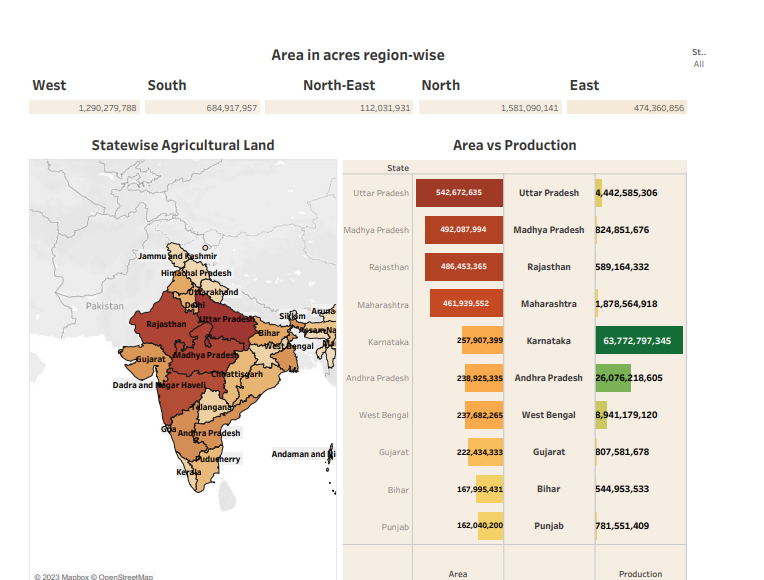 Area in acres region-wise
St..
All
West South North-East North East
1,290,279,788 684,917,957 112,031,931 1,581,090,141 474,360,856
Statewise Agricultural Land
Area vs Production
State
Uttar Pradesh 542,672,635 Uttar Pradesh 4,442,585,306
Madhya Pradesh 492,087,994 Madhya Pradesh 824,851,676
Rajasthan 486,453,365 Rajasthan 589,164,332
Maharashtra 461,939,552 Maharashtra 1,878,564,918
Karnataka 257,907,399 Karnataka 63,772,797,345
Andhra Pradesh 238,925,335 Andhra Pradesh 26,076,218,605
West Bengal 237,682,265 West Bengal 8,941,179,120
Gujarat 222,434,333 Gujarat 807,581,678
Bihar 167,995,431 Bihar 544,953,533
Punjab 162,040,200 Punjab 781,551,409
Area Production
Jammu and Kashmir
Himachal Pradesh
Uttarakhand
Pakistan
Delhi
Sikkim
Aruna
Rajasthan
Uttar Pradesh
Bihar
Assam
Na
West Bengal
Gujarat
Madhya Pradesh
Chhattisgarh
Dadra and Nagar Haveli
Telangana
Goa
Andhra Pradesh
Puducherry
Andaman and Ni
Kerala
© 2023 Mapbox © OpenStreetMap